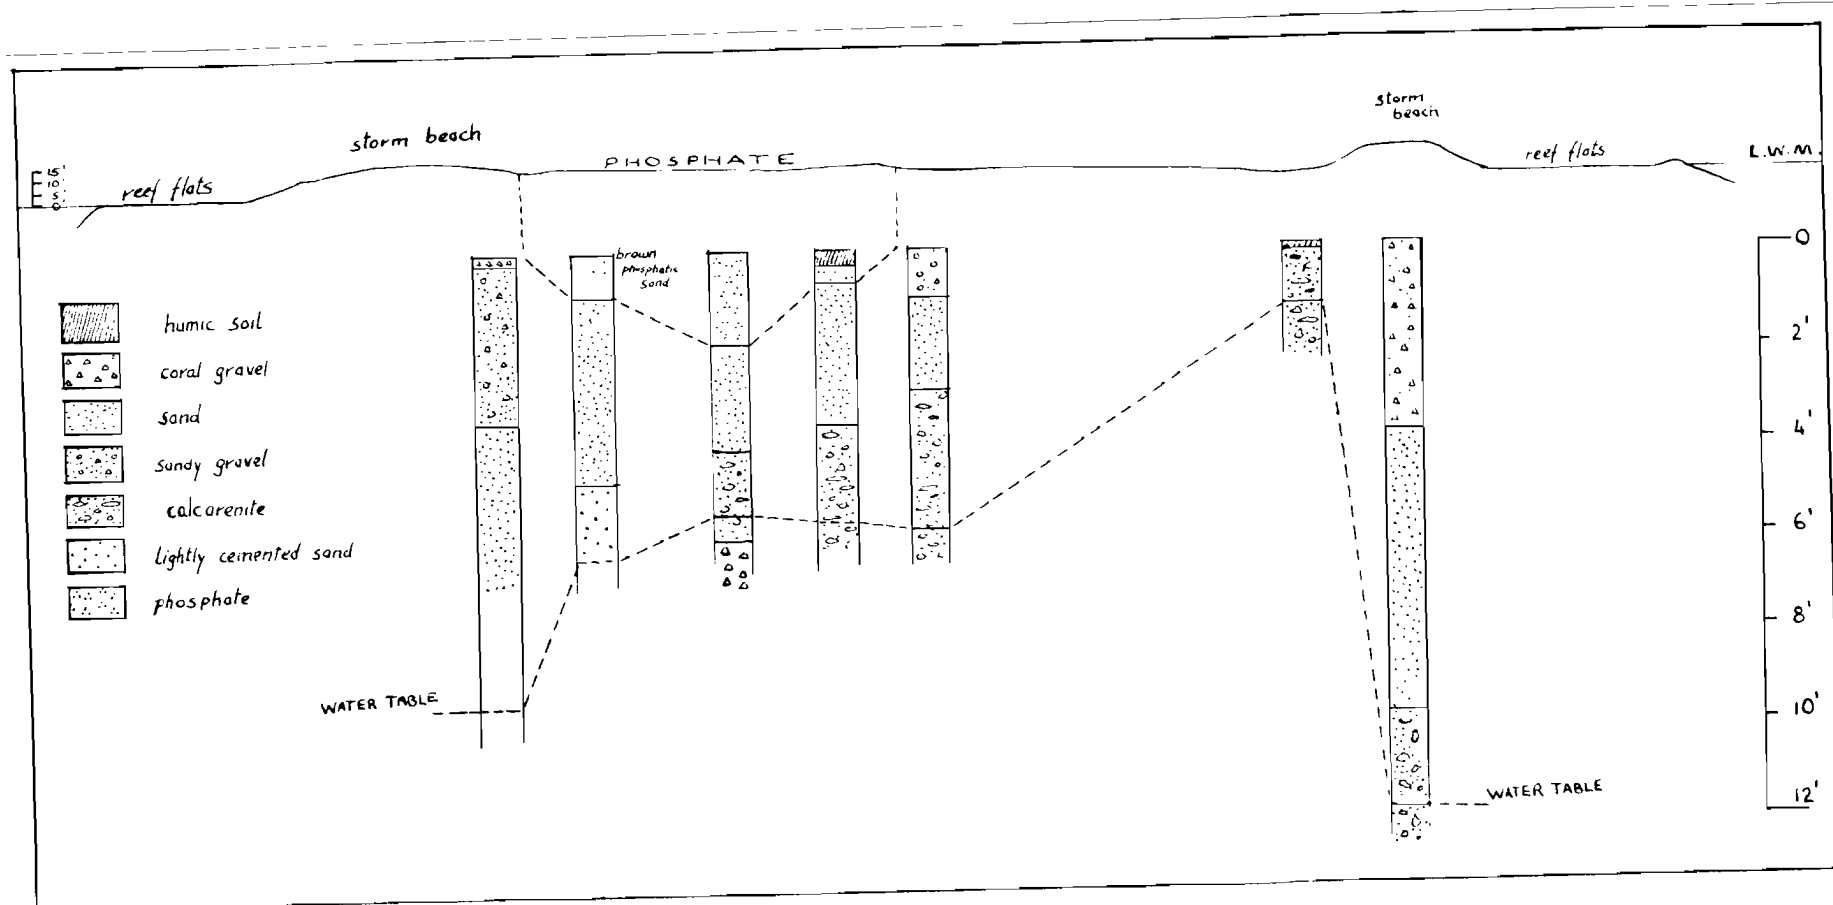 storm
beach
storm beach
PHOSPHATE
reef flats
L.W.M.
15'
10
5
0
reef flats
brown
phosphatic
sand
0
2'
4'
6'
8'
10'
12'
humic soil
coral gravel
sand
sandy gravel
calcarenite
lightly cemented sand
phosphate
WATER TABLE
WATER TABLE